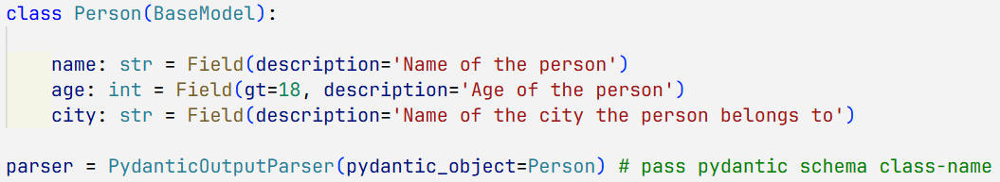 class Person(BaseModel):
    name: str = Field(description='Name of the person')
    age: int = Field(gt=18, description='Age of the person')
    city: str = Field(description='Name of the city the person belongs to')
parser = PydanticOutputParser(pydantic_object=Person) # pass pydantic schema class-name